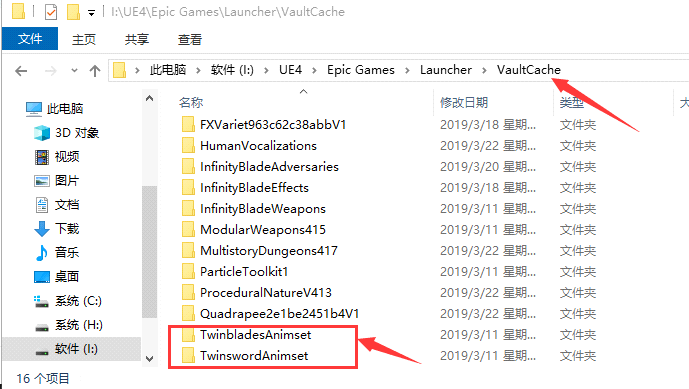 I:\UE4\Epic Games\Launcher\VaultCache
文件 主页 共享 查看
此电脑 软件 (I:) UE4 Epic Games Launcher VaultCache
此电脑
3D 对象
视频
图片
文档
下载
音乐
桌面
系统 (C:)
系统 (H:)
软件 (I:)
名称 修改日期 类型 大
FXVariet963c62c38abbV1 2019/3/18 星期... 文件夹
HumanVocalizations 2019/3/22 星期... 文件夹
InfinityBladeAdversaries 2019/3/20 星期... 文件夹
InfinityBladeEffects 2019/3/18 星期... 文件夹
InfinityBladeWeapons 2019/3/11 星期... 文件夹
ModularWeapons415 2019/3/11 星期... 文件夹
MultistoryDungeons417 2019/3/22 星期... 文件夹
ParticleToolkit1 2019/3/11 星期... 文件夹
ProceduralNatureV413 2019/3/22 星期... 文件夹
Quadrapee2e1be2451b4V1 2019/3/22 星期... 文件夹
TwinbladesAnimset 2019/3/11 星期... 文件夹
TwinswordAnimset 2019/3/11 星期... 文件夹
16 个项目